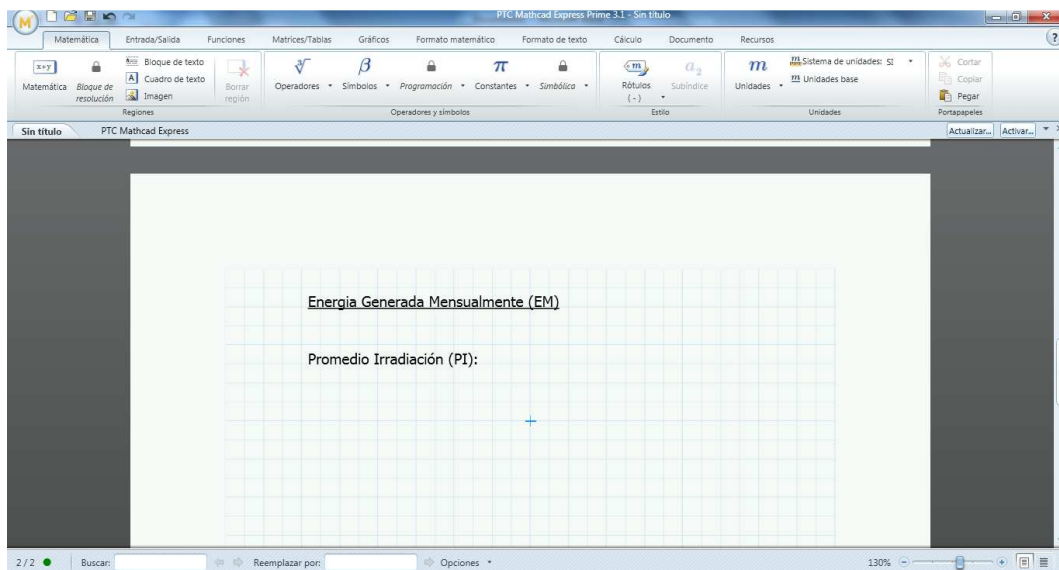 PTC Mathcad Express Prime 3.1 - Sin título
Matemática Entrada/Salida Funciones Matrices/Tablas Gráficos Formato matemático Formato de texto Cálculo Documento Recursos
Matemática
Bloque de resolución
Bloque de texto
Cuadro de texto
Imagen
Borrar región
Operadores Símbolos Programación Constantes Simbólica
Rótulos
( - )
Subíndice
Unidades
Sistema de unidades: SI
Unidades base
Cortar
Copiar
Pegar
Regiones Operadores y símbolos Estilo Unidades Portapapeles
Sin título PTC Mathcad Express Actualizar... Activar...
Energia Generada Mensualmente (EM)
Promedio Irradiación (PI):
2 / 2 Buscar: Reemplazar por: Opciones 130%